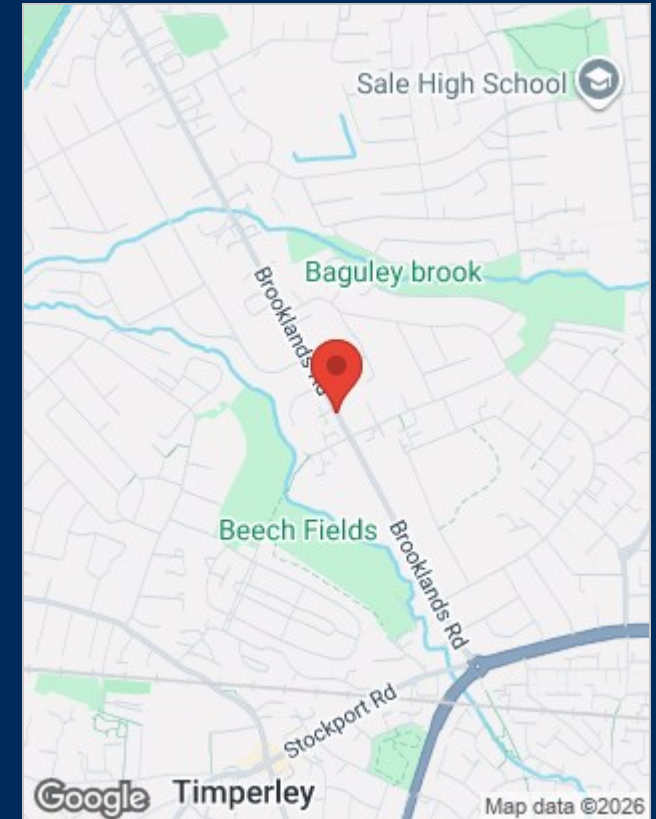 Sale High School
Baguley brook
Brooklands Rd
Beech Fields
Brooklands Rd
Stockport Rd
Timperley
Google
Map data ©2026